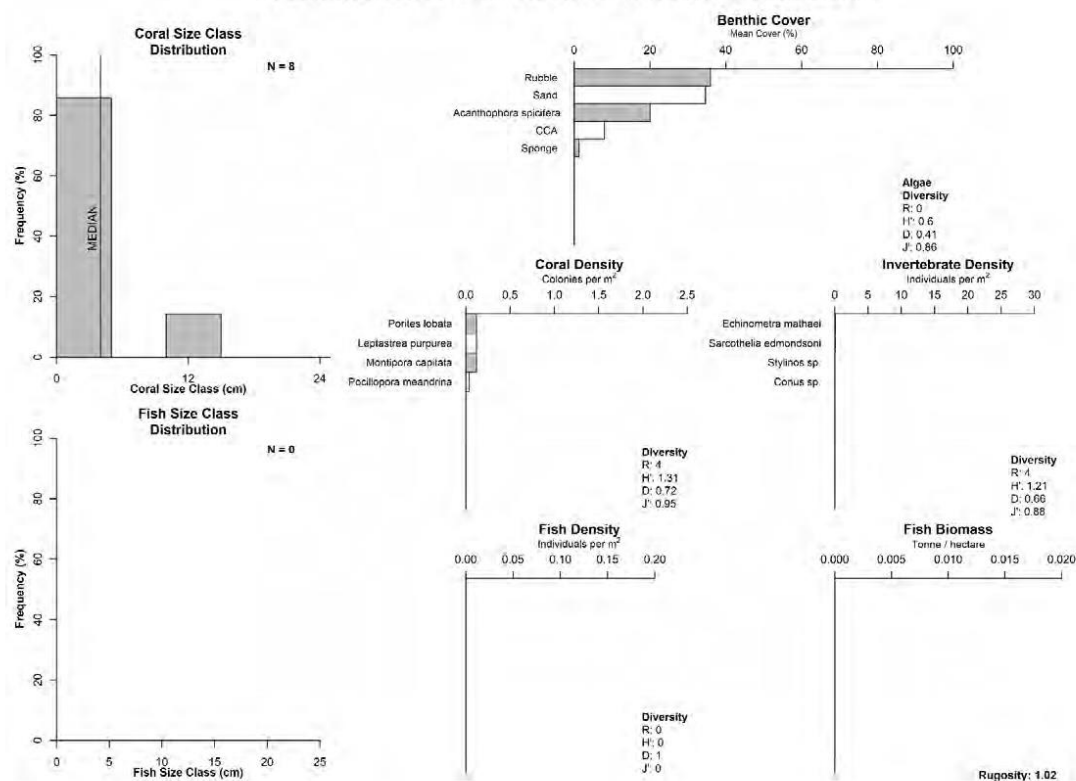 Coral Size Class
Distribution
N = 8
Frequency (%)
0 20 40 60 80 100
MEDIAN
0 12 24
Coral Size Class (cm)
Benthic Cover
Mean Cover (%)
0 20 40 60 80 100
Rubble
Sand
Acanthophora spicifera
CCA
Sponge
Algae
Diversity
R: 0
H': 0.6
D: 0.41
J': 0.86
Coral Density
Colonies per m²
0.0 0.5 1.0 1.5 2.0 2.5
Porites lobata
Leptastrea purpurea
Montipora capitata
Pocillopora meandrina
Diversity
R: 4
H': 1.31
D: 0.72
J': 0.95
Invertebrate Density
Individuals per m²
0 5 10 15 20 25 30
Echinometra mathaei
Sarcothelia edmondsoni
Stylinos sp
Conus sp
Diversity
R: 4
H': 1.21
D: 0.66
J': 0.88
Fish Size Class
Distribution
N = 0
Frequency (%)
0 20 40 60 80 100
0 5 10 15 20 25
Fish Size Class (cm)
Fish Density
Individuals per m²
0.00 0.05 0.10 0.15 0.20
Diversity
R: 0
H': 0
D: 1
J': 0
Fish Biomass
Tonne / hectare
0.000 0.005 0.010 0.015 0.020
Rugosity: 1.02